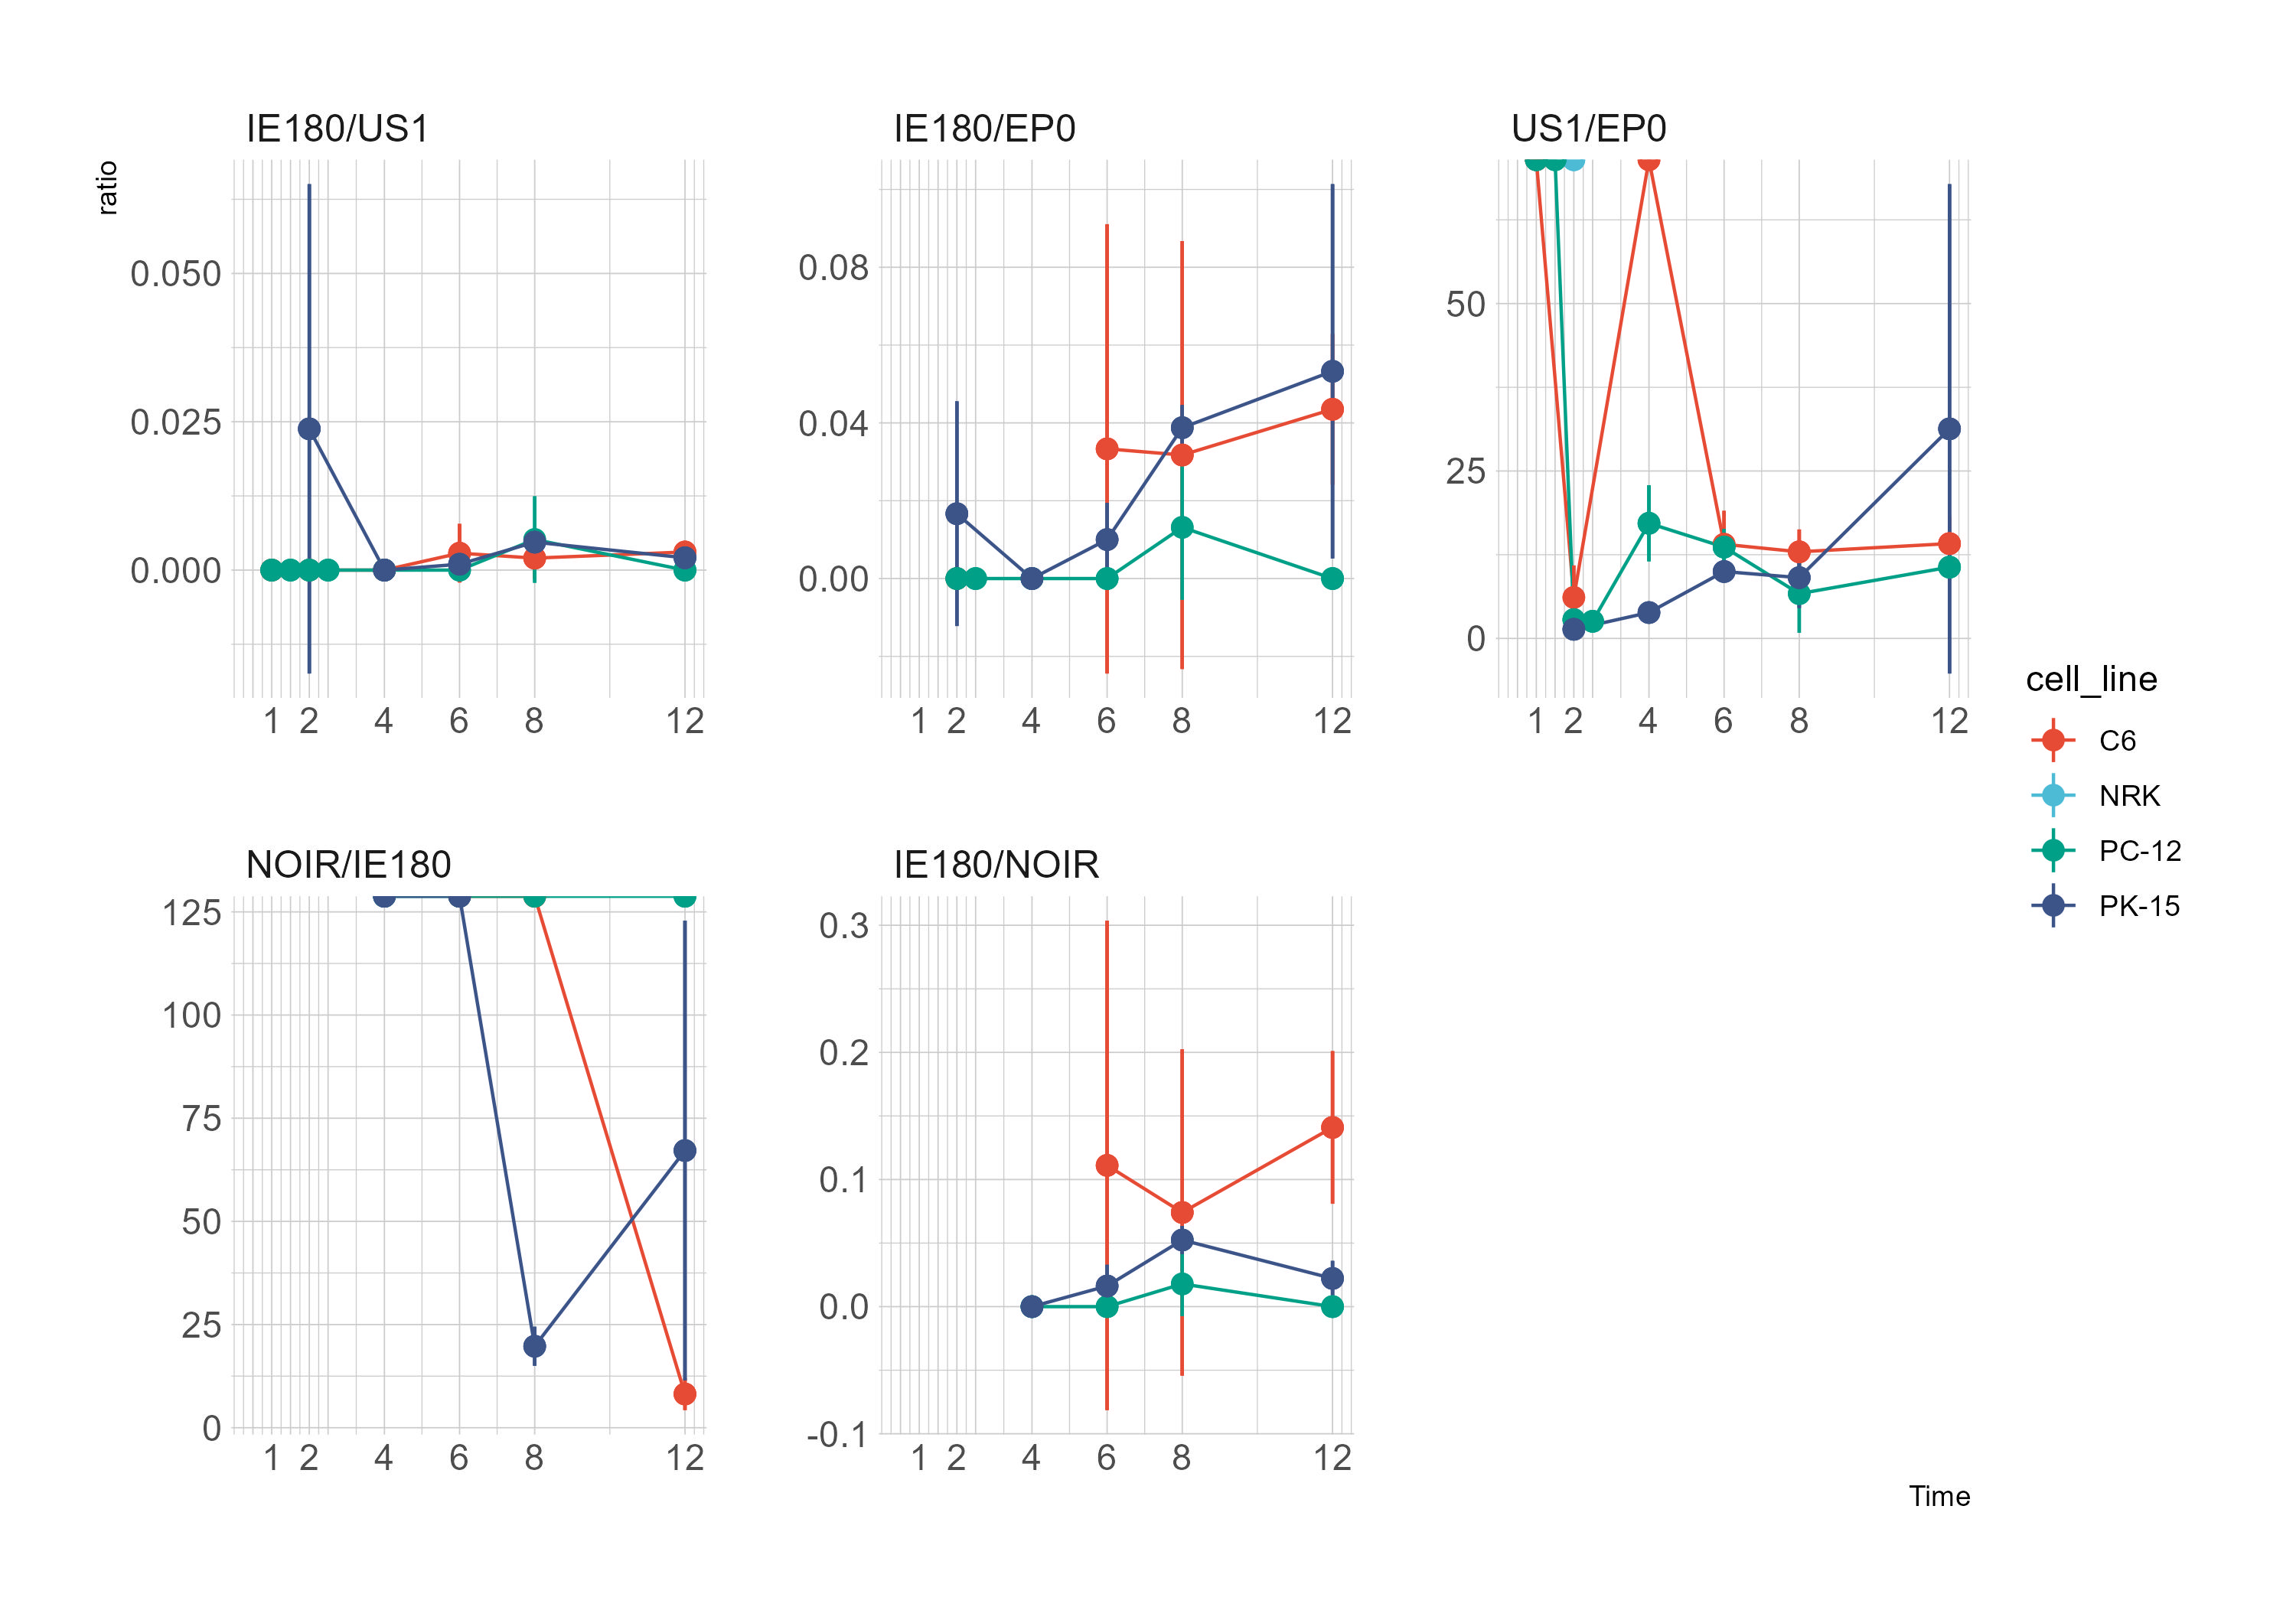 IE180/US1
IE180/EP0
US1/EP0
ratio
0.050
0.025
0.000
1 2 4 6 8 12
0.08
0.04
0.00
1 2 4 6 8 12
50
25
0
1 2 4 6 8 12
cell_line
C6
NRK
PC-12
PK-15
NOIR/IE180
IE180/NOIR
125
100
75
50
25
0
1 2 4 6 8 12
0.3
0.2
0.1
0.0
-0.1
1 2 4 6 8 12
Time